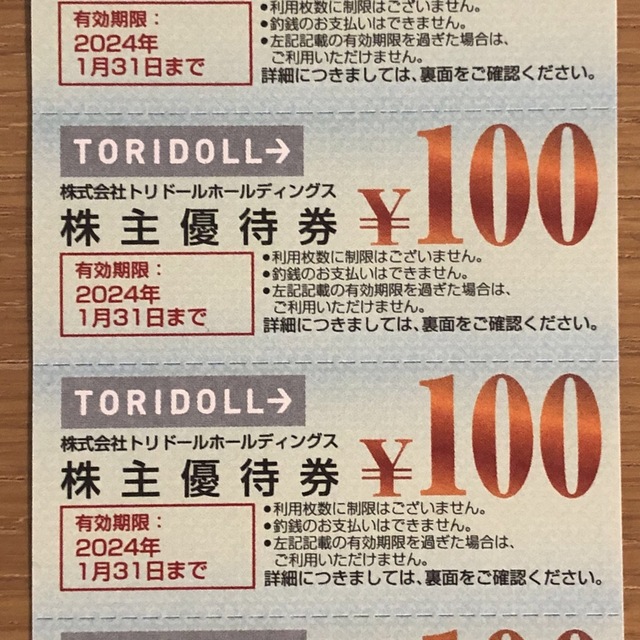 有効期限：
2024年
1月31日まで
●利用枚数に制限はございません。
●釣銭のお支払いはできません。
●左記記載の有効期限を過ぎた場合は、
ご利用いただけません。
詳細につきましては、裏面をご確認ください。
TORIDOLL→
株式会社トリドールホールディングス
株主優待券
¥100
有効期限：
2024年
1月31日まで
●利用枚数に制限はございません。
●釣銭のお支払いはできません。
●左記記載の有効期限を過ぎた場合は、
ご利用いただけません。
詳細につきましては、裏面をご確認ください。
TORIDOLL→
株式会社トリドールホールディングス
株主優待券
¥100
有効期限：
2024年
1月31日まで
●利用枚数に制限はございません。
●釣銭のお支払いはできません。
●左記記載の有効期限を過ぎた場合は、
ご利用いただけません。
詳細につきましては、裏面をご確認ください。
TORIDOLL→
100